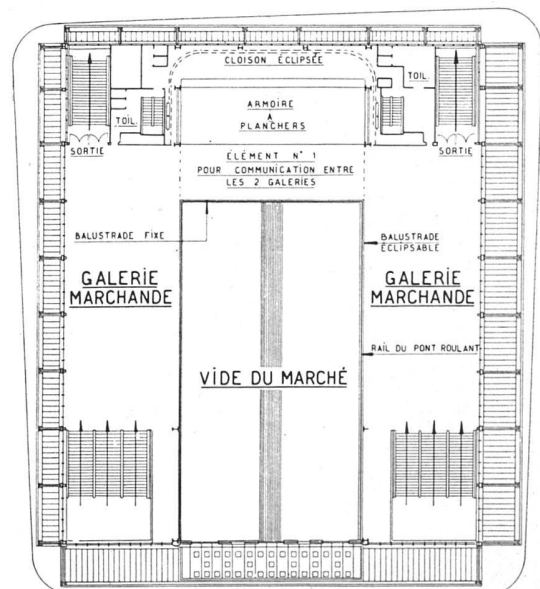 CLOISON ÉCLIPSÉE
TOIL.
TOIL.
ARMOIRE
A
PLANCHERS
SORTIE
SORTIE
ÉLÉMENT N° 1
POUR COMMUNICATION ENTRE
LES 2 GALERIES
BALUSTRADE FIXE
BALUSTRADE
ÉCLIPSABLE
GALERIE
MARCHANDE
GALERIE
MARCHANDE
RAIL DU PONT ROULANT
VIDE DU MARCHÉ